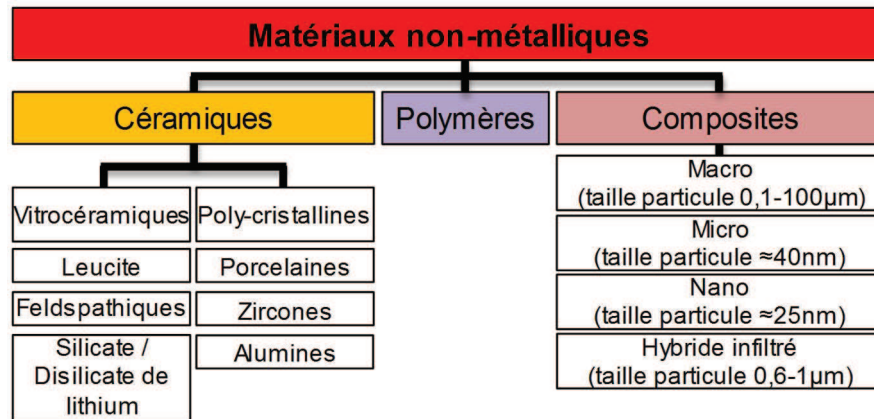 Matériaux non-métalliques
Céramiques
Polymères
Composites
Vitrocéramiques
Leucite
Feldspathiques
Silicate /
Disilicate de
lithium
Poly-cristallines
Porcelaines
Zircones
Alumines
Macro
(taille particule 0,1-100µm)
Micro
(taille particule ≈40nm)
Nano
(taille particule ≈25nm)
Hybride infiltré
(taille particule 0,6-1µm)